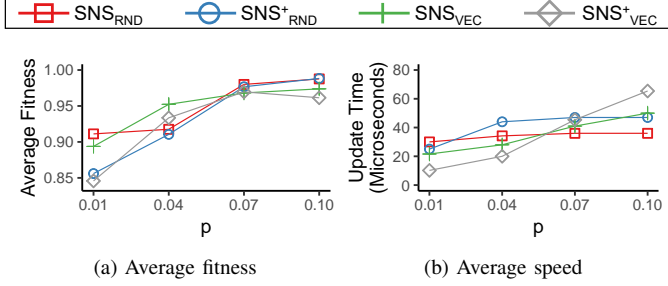 SNS_RND SNS⁺_RND SNS_VEC SNS⁺_VEC
Average Fitness
1.00
0.95
0.90
0.85
0.01 0.04 0.07 0.10
p
(a) Average fitness
Update Time
(Microseconds)
80
60
40
20
0
0.01 0.04 0.07 0.10
p
(b) Average speed